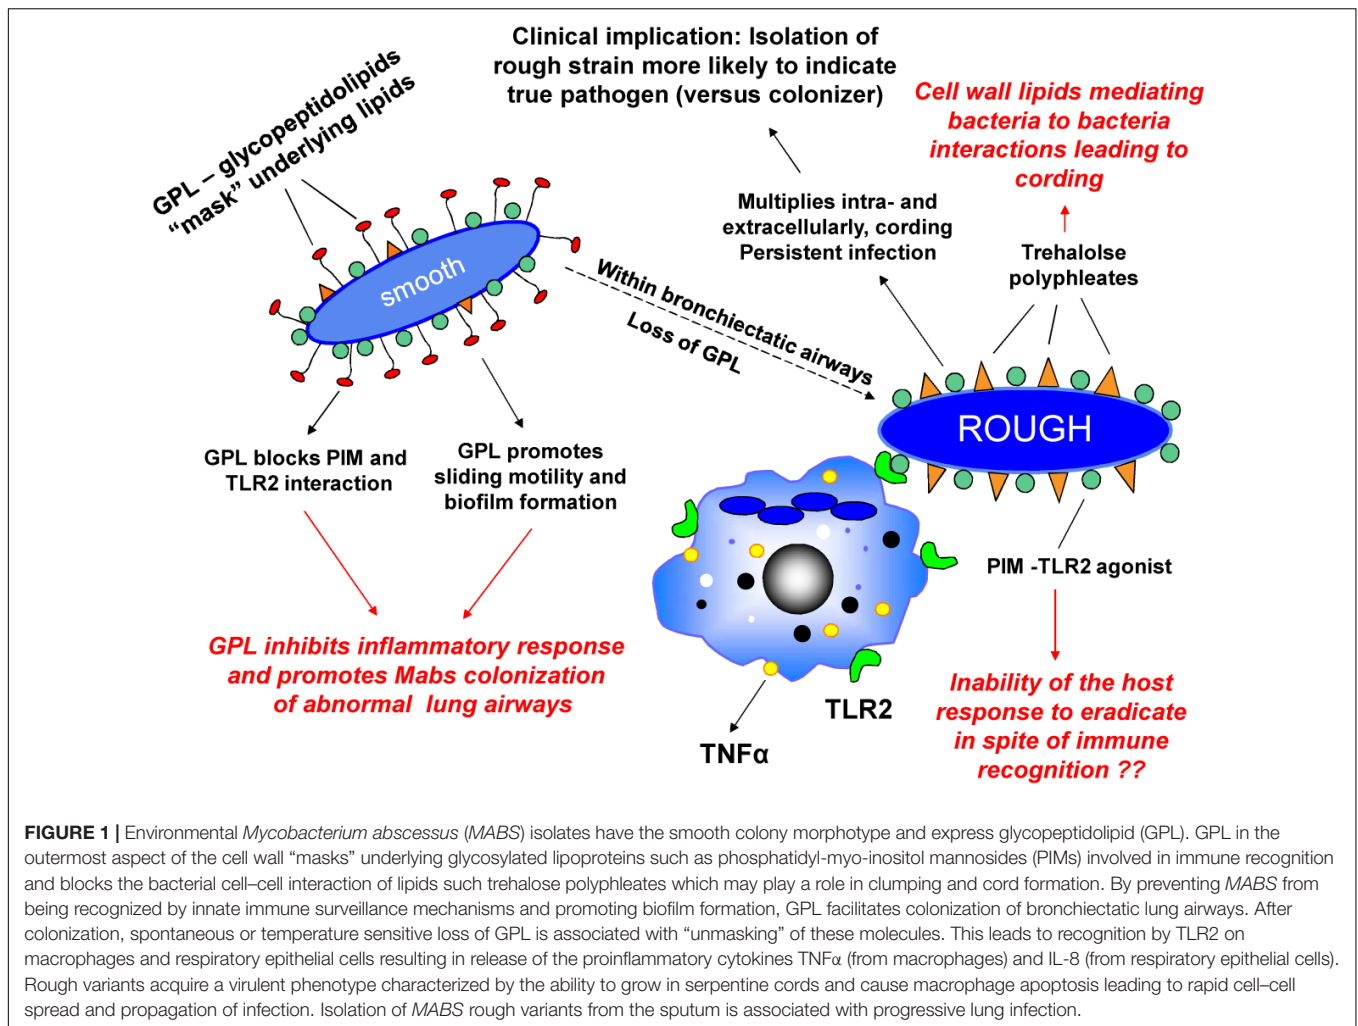 Clinical implication: Isolation of
rough strain more likely to indicate
true pathogen (versus colonizer)
GPL – glycopeptidolipids
“mask” underlying lipids
Cell wall lipids mediating
bacteria to bacteria
interactions leading to
cording
Multiplies intra- and
extracellularly, cording
Persistent infection
Trehalolse
polyphleates
smooth
Within bronchiectatic airways
Loss of GPL
ROUGH
GPL blocks PIM and
TLR2 interaction
GPL promotes
sliding motility and
biofilm formation
PIM -TLR2 agonist
GPL inhibits inflammatory response
and promotes Mabs colonization
of abnormal lung airways
TLR2
TNFα
Inability of the host
response to eradicate
in spite of immune
recognition ??
FIGURE 1 | Environmental Mycobacterium abscessus (MABS) isolates have the smooth colony morphotype and express glycopeptidolipid (GPL). GPL in the
outermost aspect of the cell wall “masks” underlying glycosylated lipoproteins such as phosphatidyl-myo-inositol mannosides (PIMs) involved in immune recognition
and blocks the bacterial cell–cell interaction of lipids such trehalose polyphleates which may play a role in clumping and cord formation. By preventing MABS from
being recognized by innate immune surveillance mechanisms and promoting biofilm formation, GPL facilitates colonization of bronchiectatic lung airways. After
colonization, spontaneous or temperature sensitive loss of GPL is associated with “unmasking” of these molecules. This leads to recognition by TLR2 on
macrophages and respiratory epithelial cells resulting in release of the proinflammatory cytokines TNFα (from macrophages) and IL-8 (from respiratory epithelial cells).
Rough variants acquire a virulent phenotype characterized by the ability to grow in serpentine cords and cause macrophage apoptosis leading to rapid cell–cell
spread and propagation of infection. Isolation of MABS rough variants from the sputum is associated with progressive lung infection.